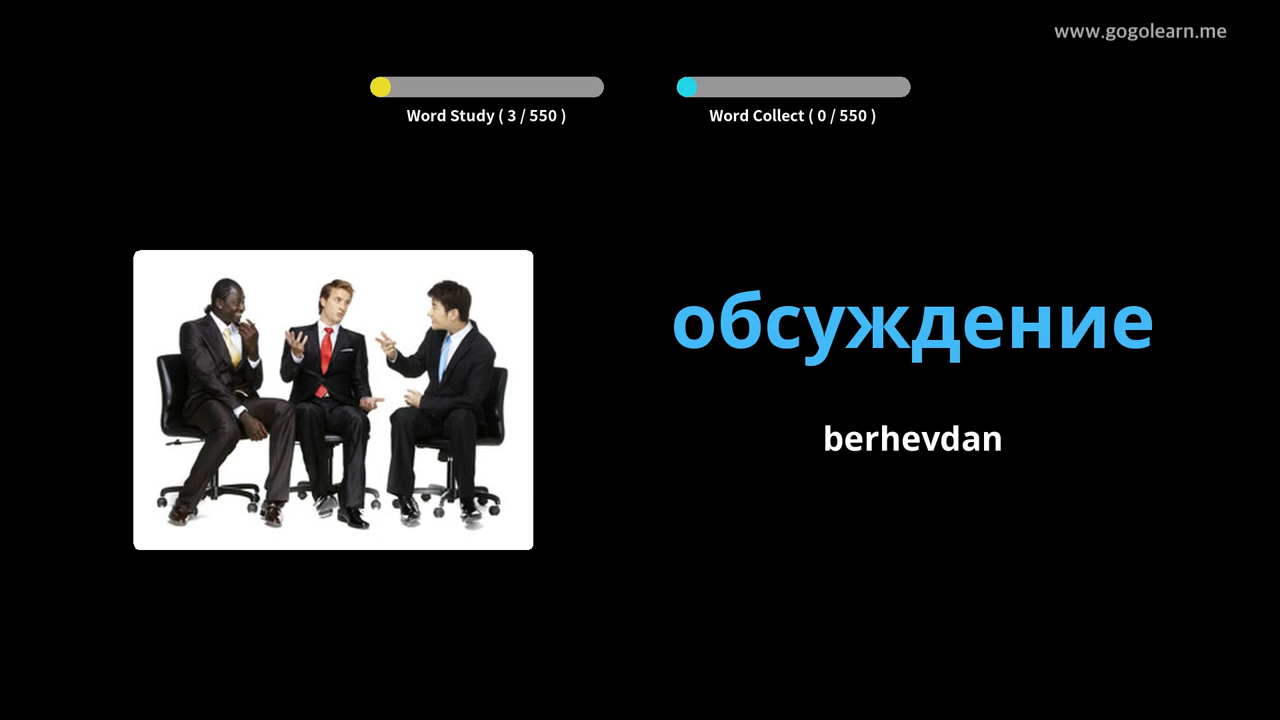 www.gogolearn.me
Word Study ( 3 / 550 )
Word Collect ( 0 / 550 )
обсуждение
berhevdan